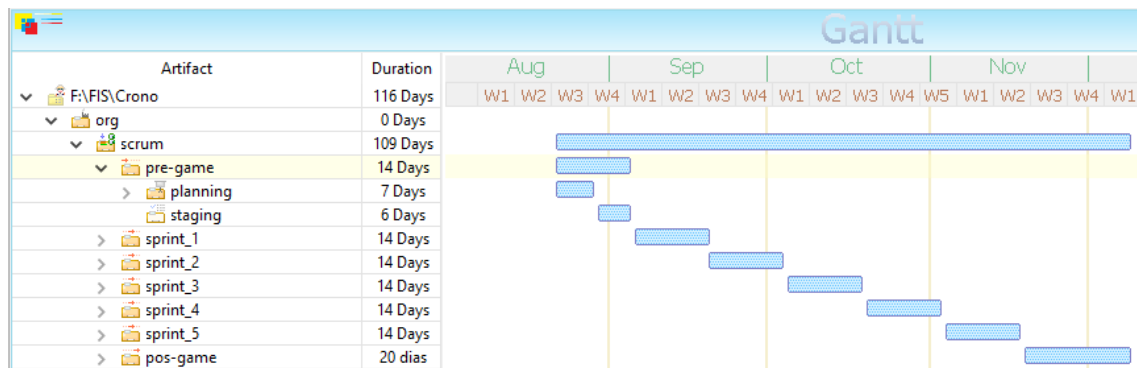 Gantt
Artifact Duration Aug Sep Oct Nov
F:\FIS\Crono 116 Days W1 W2 W3 W4 W1 W2 W3 W4 W1 W2 W3 W4 W5 W1 W2 W3 W4 W1
org 0 Days
scrum 109 Days
pre-game 14 Days
planning 7 Days
staging 6 Days
sprint_1 14 Days
sprint_2 14 Days
sprint_3 14 Days
sprint_4 14 Days
sprint_5 14 Days
pos-game 20 dias